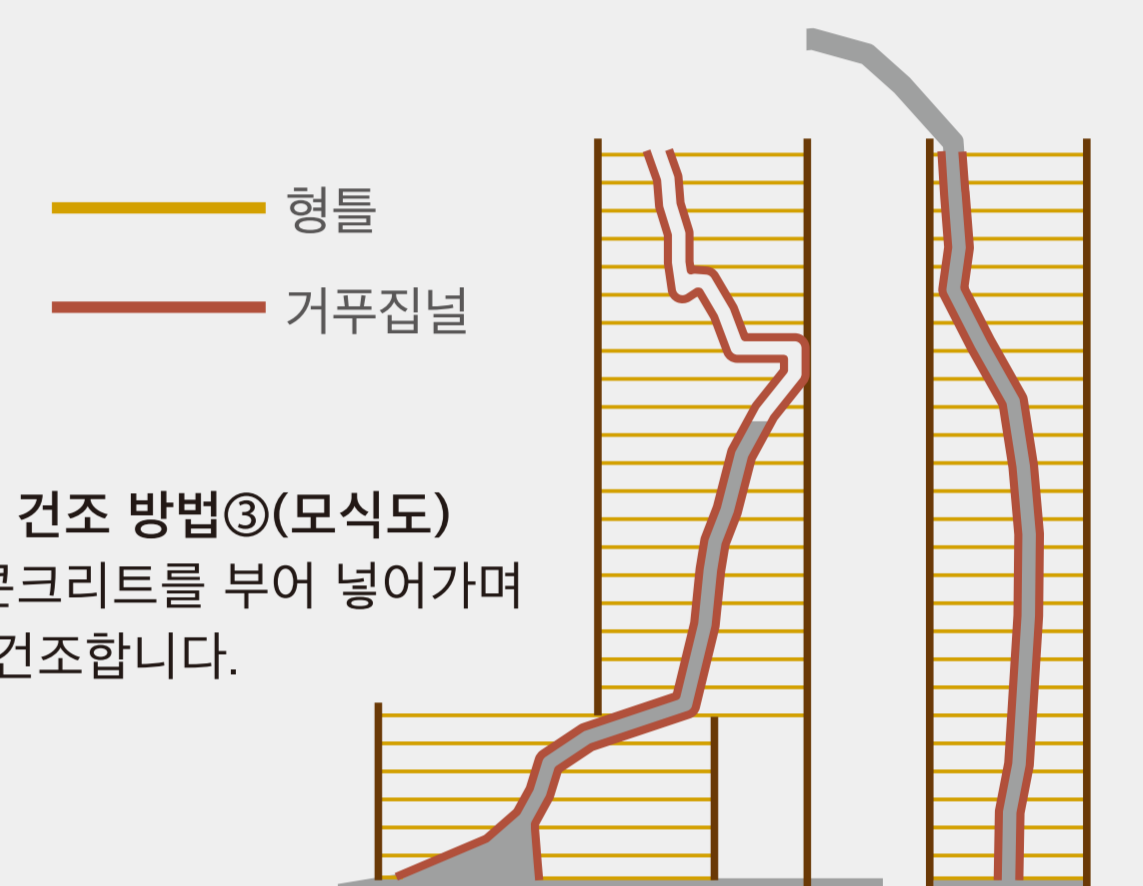 형틀
거푸집널
건조 방법③(모식도)
콘크리트를 부어 넣어가며
건조합니다.